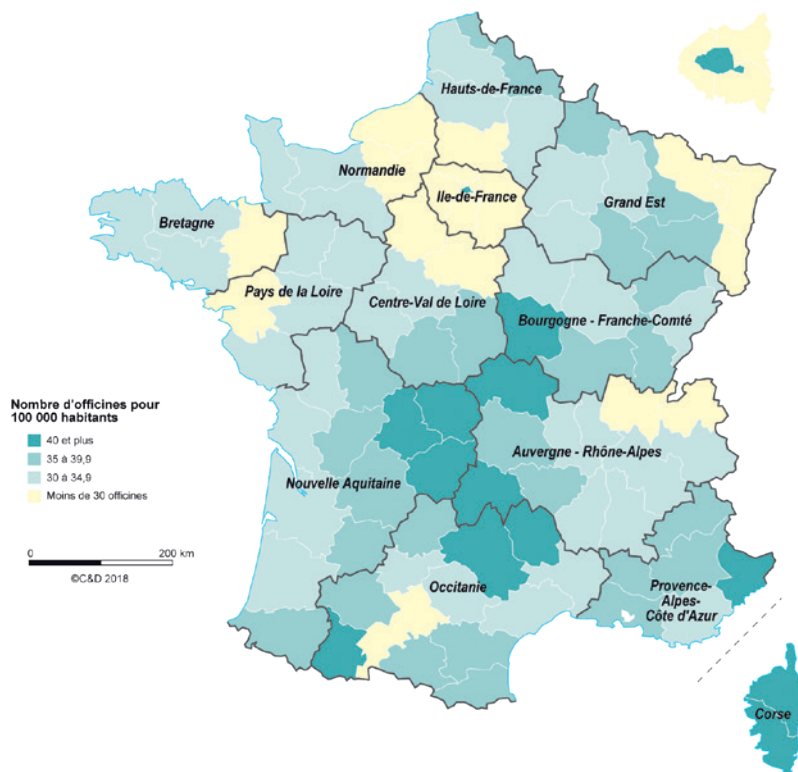 Hauts-de-France
Normandie
Ile-de-France
Grand Est
Bretagne
Pays de la Loire
Centre-Val de Loire
Bourgogne - Franche-Comté
Nombre d'officines pour
100 000 habitants
40 et plus
35 à 39,9
30 à 34,9
Moins de 30 officines
Auvergne - Rhône-Alpes
Nouvelle Aquitaine
0 200 km
©C&D 2018
Occitanie
Provence-
Alpes-
Côte d'Azur
Corse